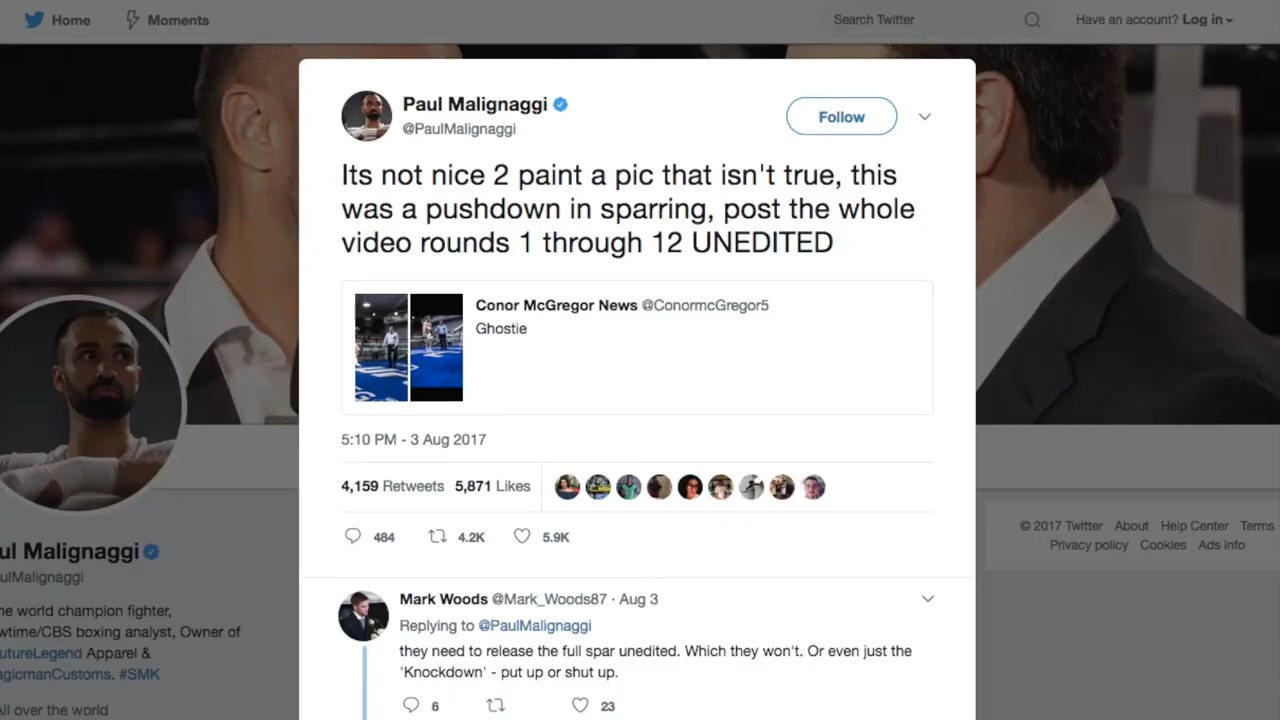 Home
Moments
Search Twitter
Have an account? Log in
Paul Malignaggi
@PaulMalignaggi
Follow
Its not nice 2 paint a pic that isn't true, this
was a pushdown in sparring, post the whole
video rounds 1 through 12 UNEDITED
Conor McGregor News @ConormcGregor5
Ghostie
5:10 PM - 3 Aug 2017
4,159 Retweets 5,871 Likes
484 4.2K 5.9K
Mark Woods @Mark_Woods87 · Aug 3
Replying to @PaulMalignaggi
they need to release the full spar unedited. Which they won't. Or even just the
'Knockdown' - put up or shut up.
6 23
ul Malignaggi
ulMalignaggi
ne world champion fighter,
wtime/CBS boxing analyst, Owner of
utureLegend Apparel &
agicmanCustoms. #SMK
All over the world
© 2017 Twitter About Help Center Terms
Privacy policy Cookies Ads info